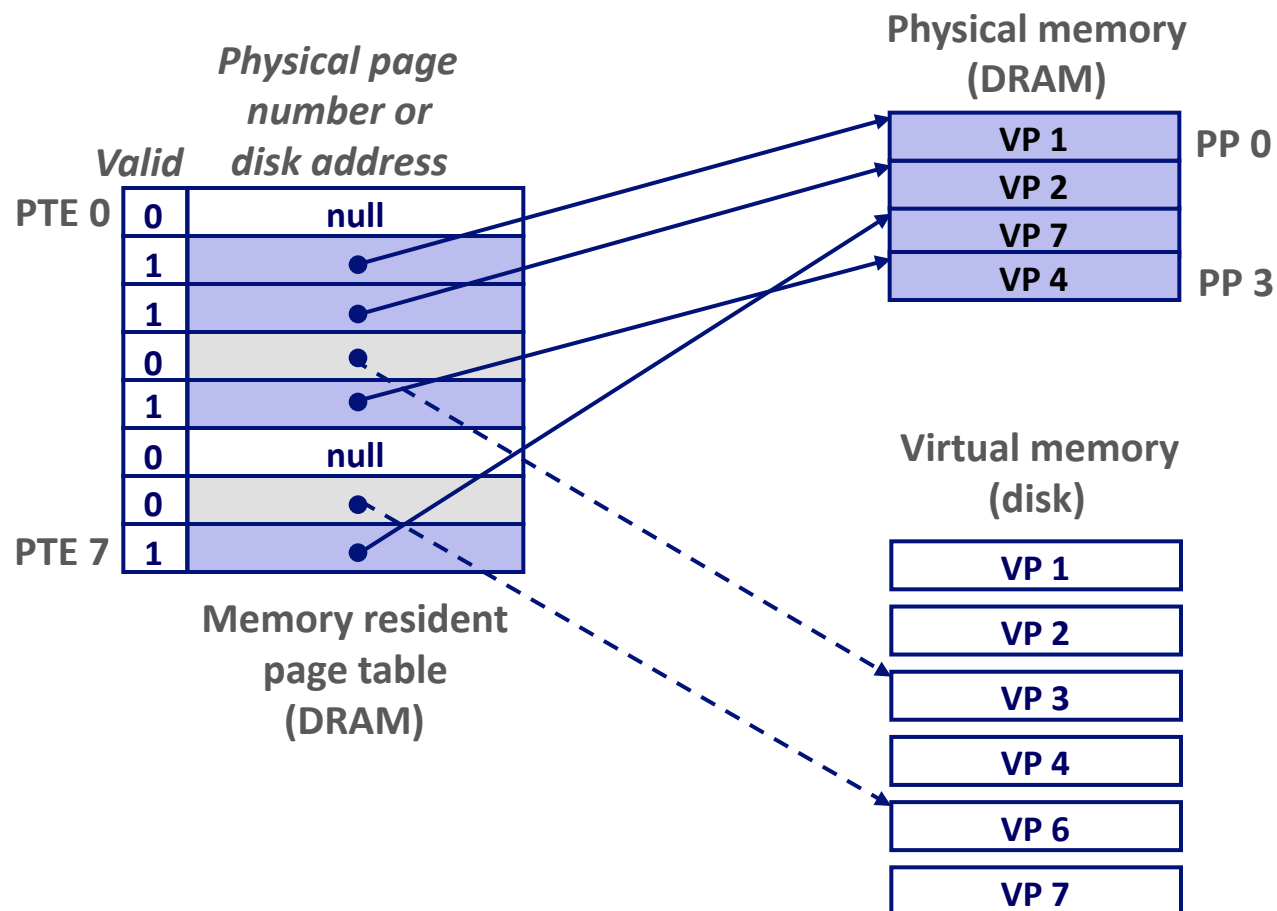 Physical memory
(DRAM)
Physical page
number or
disk address
Valid
VP 1
PP 0
VP 2
VP 7
VP 4
PP 3
PTE 0
0
null
1
1
0
1
0
null
0
PTE 7
1
Memory resident
page table
(DRAM)
Virtual memory
(disk)
VP 1
VP 2
VP 3
VP 4
VP 6
VP 7